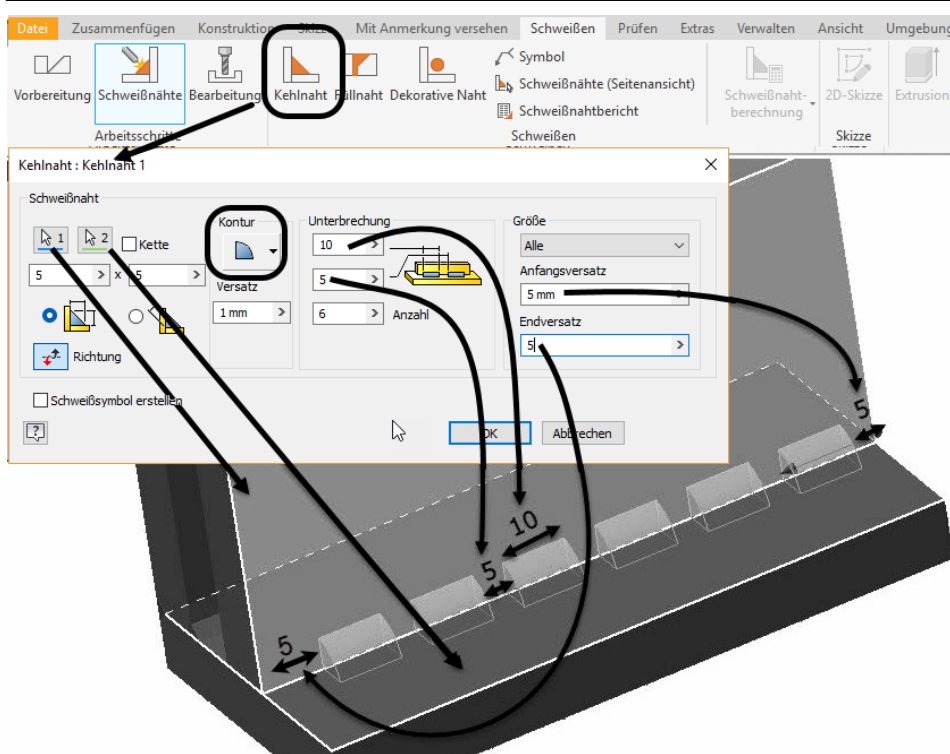 Datei Zusammenfügen Konstruktion Skizze Mit Anmerkung versehen Schweißen Prüfen Extras Verwalten Ansicht Umgebung
Vorbereitung Schweißnähte Bearbeitung Kehlnaht Füllnaht Dekorative Naht
Symbol
Schweißnähte (Seitenansicht)
Schweißnahtbericht
Schweißnaht-
berechnung
2D-Skizze Extrusion
Arbeitsschritte Schweißen Skizze
Kehlnaht : Kehlnaht 1
Schweißnaht
1 2 Kette
5 x 5
Richtung
Kontur
Versatz
1 mm
Unterbrechung
10
5
6 Anzahl
Größe
Alle
Anfangsversatz
5 mm
Endversatz
5
Schweißsymbol erstellen
?
OK Abbrechen
5
10
5
5